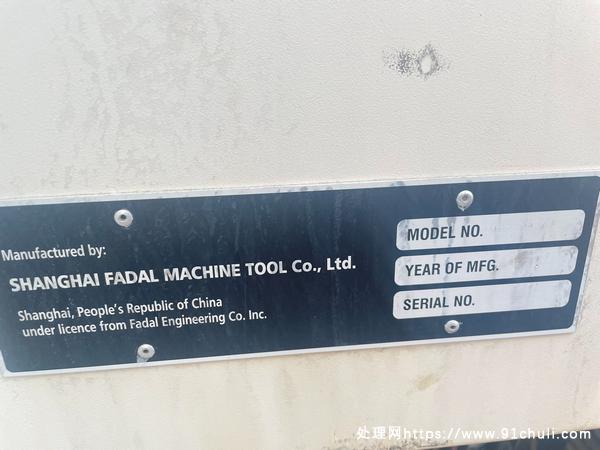 Manufactured by:
SHANGHAI FADAL MACHINE TOOL Co., Ltd.
Shanghai, People's Republic of China
under licence from Fadal Engineering Co. Inc.
MODEL NO.
YEAR OF MFG.
SERIAL NO.
处理网https://www.91chuli.com/